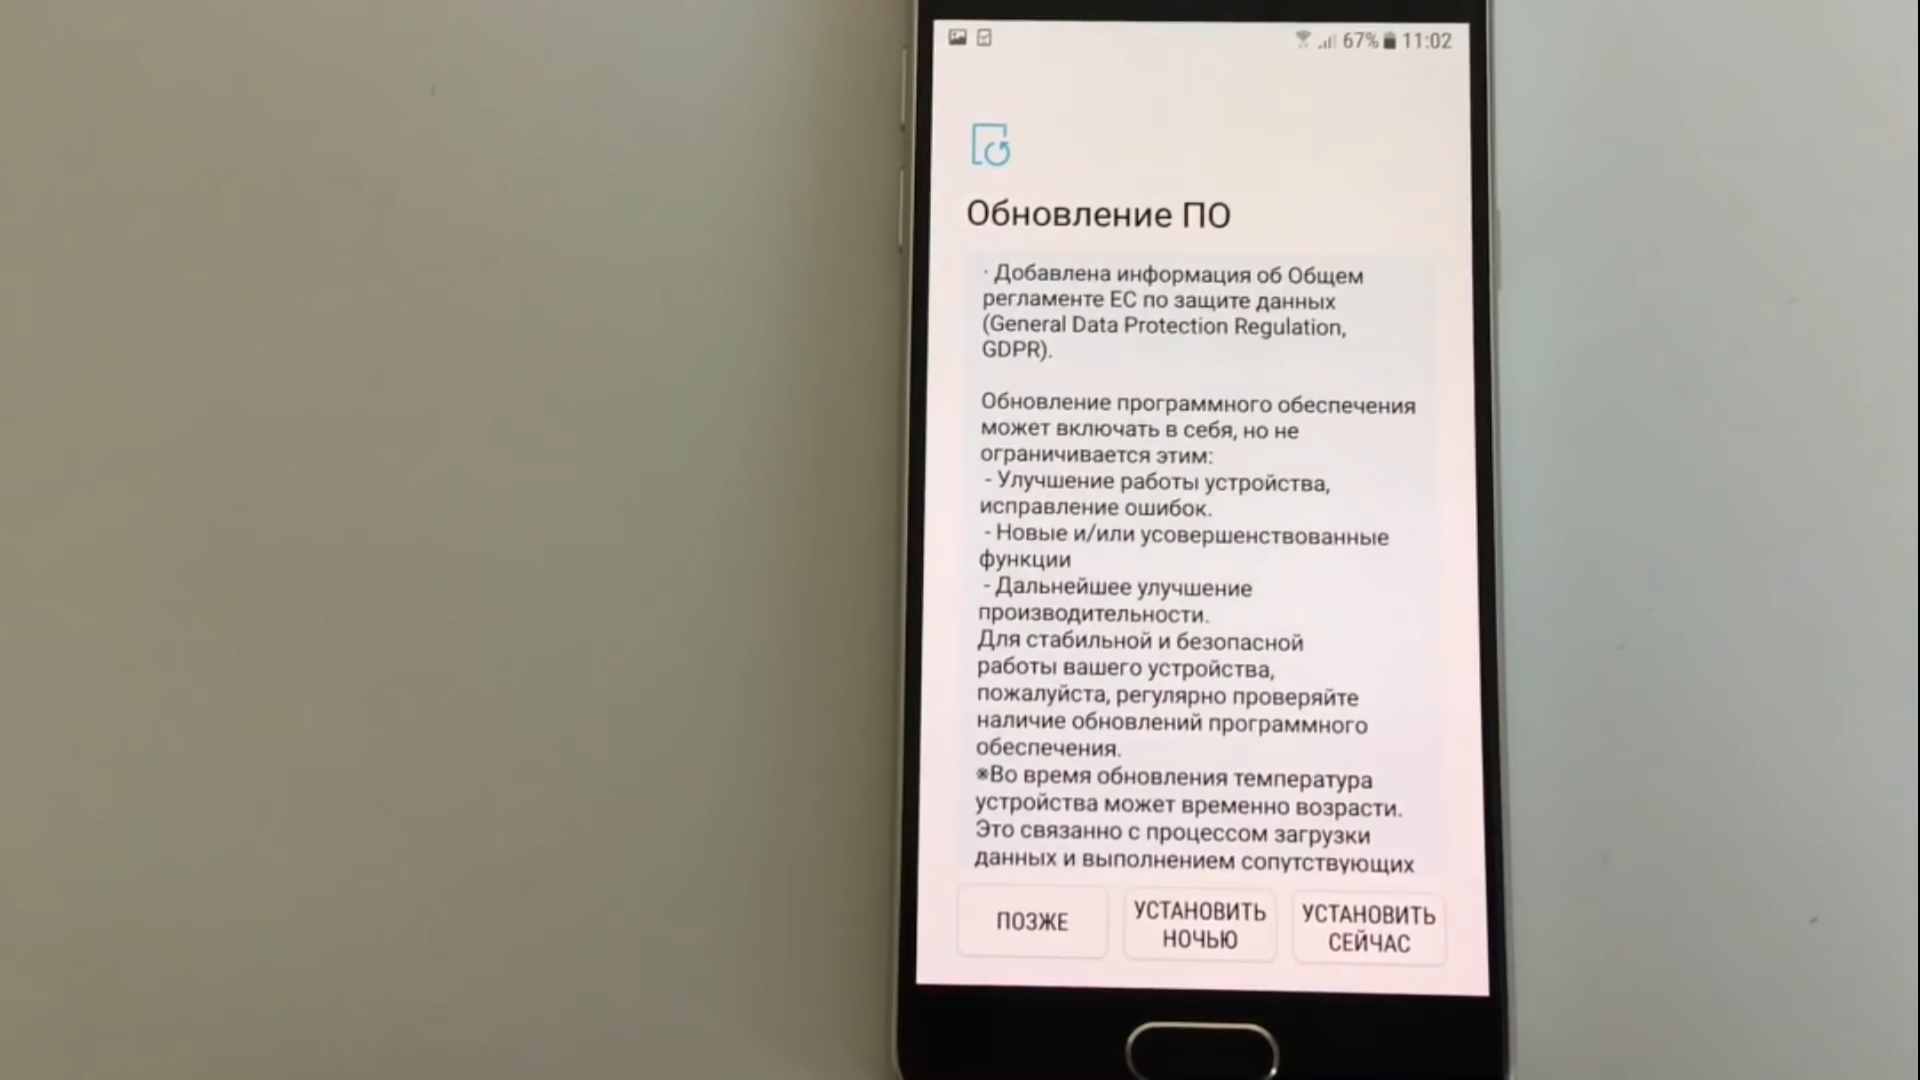 67% 11:02
Обновление ПО
· Добавлена информация об Общем
регламенте ЕС по защите данных
(General Data Protection Regulation,
GDPR).
Обновление программного обеспечения
может включать в себя, но не
ограничивается этим:
- Улучшение работы устройства,
исправление ошибок.
- Новые и/или усовершенствованные
функции
- Дальнейшее улучшение
производительности.
Для стабильной и безопасной
работы вашего устройства,
пожалуйста, регулярно проверяйте
наличие обновлений программного
обеспечения.
※Во время обновления температура
устройства может временно возрасти.
Это связанно с процессом загрузки
данных и выполнением сопутствующих
ПОЗЖЕ
УСТАНОВИТЬ
НОЧЬЮ
УСТАНОВИТЬ
СЕЙЧАС